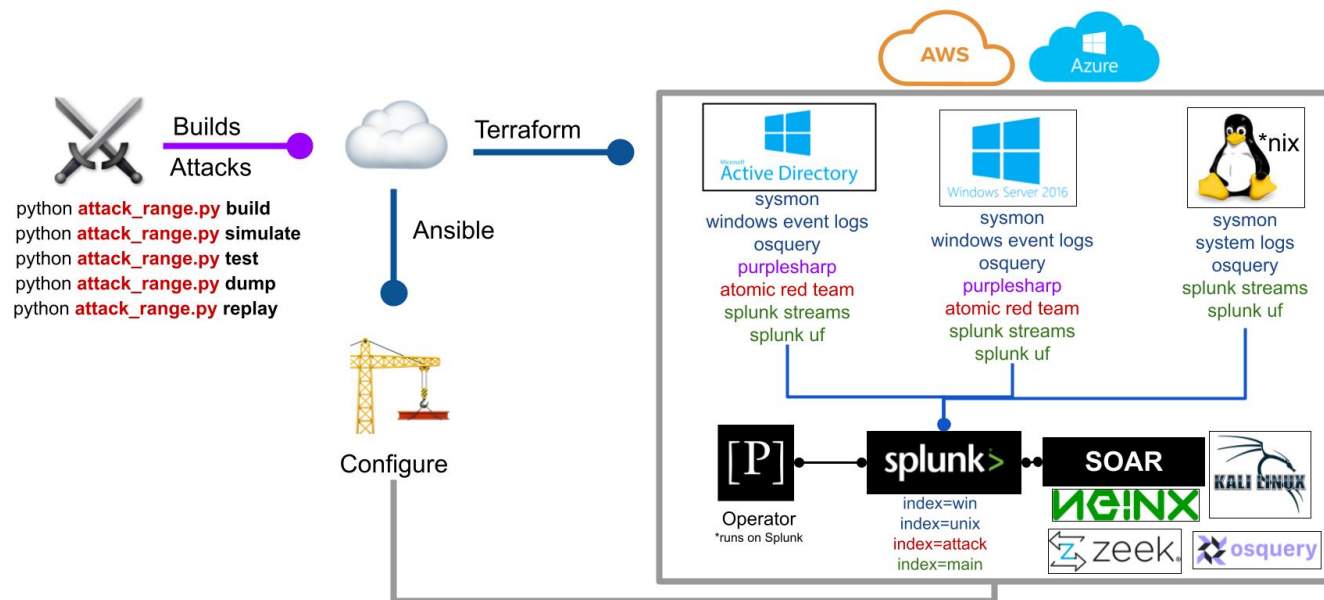 AWS
Azure
Builds
Attacks
Terraform
python attack_range.py build
python attack_range.py simulate
python attack_range.py test
python attack_range.py dump
python attack_range.py replay
Ansible
Configure
Microsoft
Active Directory
sysmon
windows event logs
osquery
purplesharp
atomic red team
splunk streams
splunk uf
Windows Server 2016
sysmon
windows event logs
osquery
purplesharp
atomic red team
splunk streams
splunk uf
*nix
sysmon
system logs
osquery
splunk streams
splunk uf
[P]
Operator
*runs on Splunk
splunk>
index=win
index=unix
index=attack
index=main
SOAR
NGINX
KALI LINUX
zeek
osquery